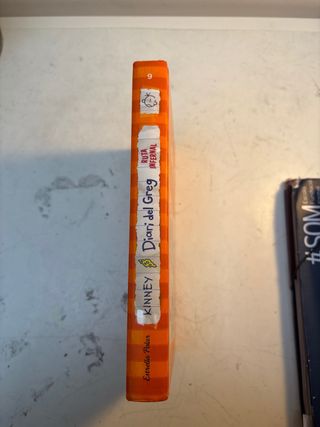 9
RUTA
INFERNAL
Diari del Greg
KINNEY
Estrella Polar